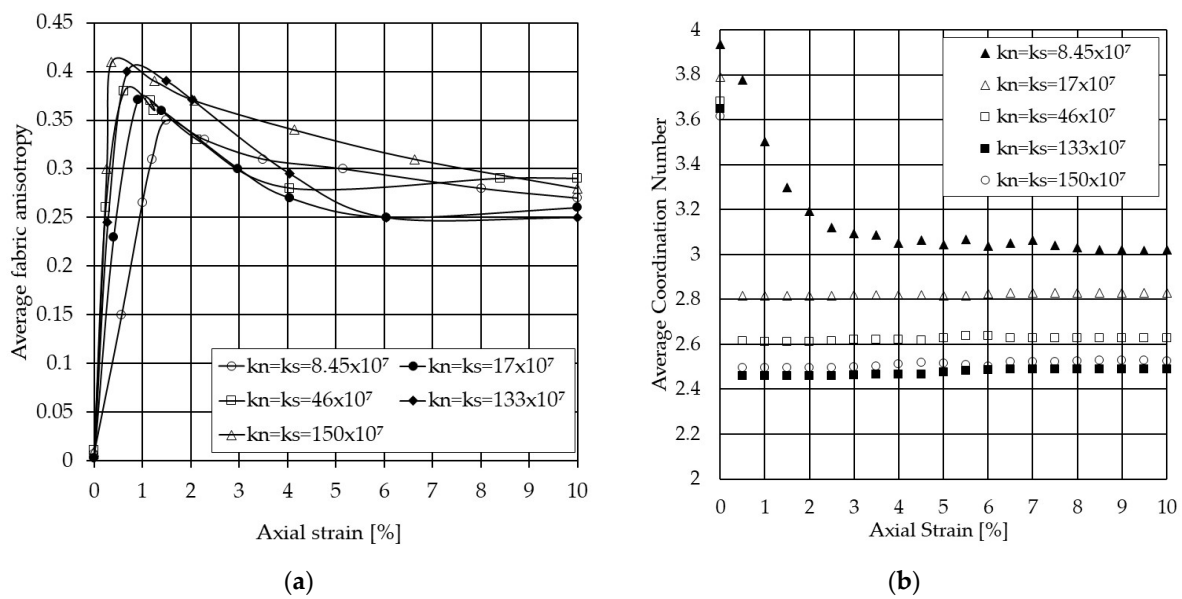 0.45
0.4
0.35
0.3
0.25
0.2
0.15
0.1
0.05
0
Average fabric anisotropy
kn=ks=8.45x10⁷
kn=ks=17x10⁷
kn=ks=46x10⁷
kn=ks=133x10⁷
kn=ks=150x10⁷
0 1 2 3 4 5 6 7 8 9 10
Axial strain [%]
(a)
4
3.8
3.6
3.4
3.2
3
2.8
2.6
2.4
2.2
2
Average Coordination Number
kn=ks=8.45x10⁷
kn=ks=17x10⁷
kn=ks=46x10⁷
kn=ks=133x10⁷
kn=ks=150x10⁷
0 1 2 3 4 5 6 7 8 9 10
Axial Strain [%]
(b)